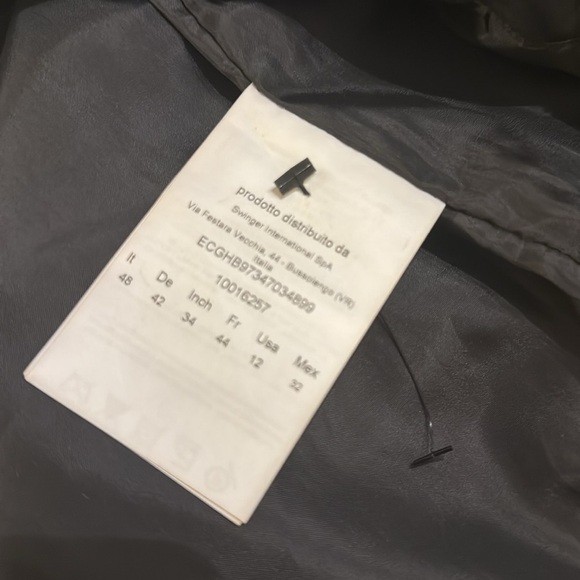 prodotto distribuito da
Swinger International SpA
Via Festara Vecchia, 44 - Bussolengo (VR)
Italia
ECGHB97347034899
10016257
It De Inch Fr Usa Mex
48 42 34 44 12 32